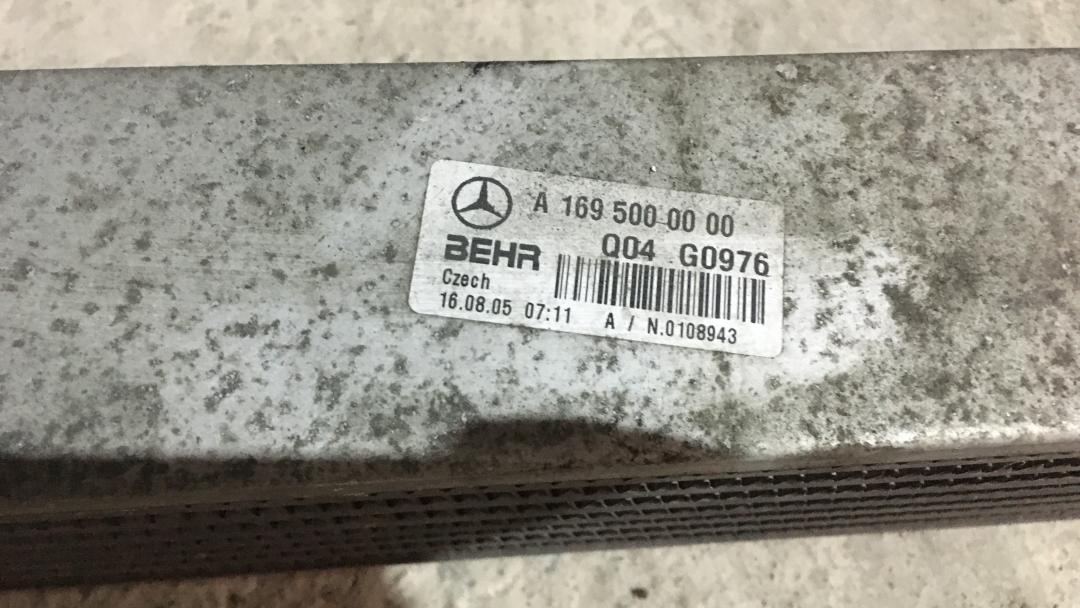 A 169 500 00 00
Q04 G0976
BEHR
Czech
16.08.05 07:11 A / N.0108943